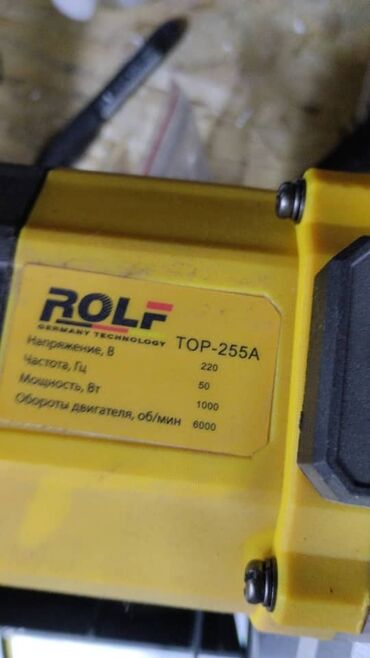 ROLF
GERMANY TECHNOLOGY
TOP-255A
Напряжение, В 220
Частота, Гц 50
Мощность, Вт 1000
Обороты двигателя, об/мин 6000